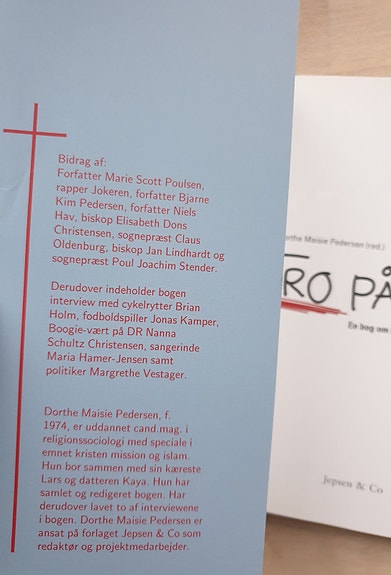 Bidrag af:
Forfatter Marie Scott Poulsen,
rapper Jokeren, forfatter Bjarne
Kim Pedersen, forfatter Niels
Hav, biskop Elisabeth Dons
Christensen, sognepræst Claus
Oldenburg, biskop Jan Lindhardt og
sognepræst Poul Joachim Stender.
Derudover indeholder bogen
interview med cykelrytter Brian
Holm, fodboldspiller Jonas Kamper,
Boogie-vært på DR Nanna
Schultz Christensen, sangerinde
Maria Hamer-Jensen samt
politiker Margrethe Vestager.
Dorthe Maisie Pedersen, f.
1974, er uddannet cand.mag. i
religionssociologi med speciale i
emnet kristen mission og islam.
Hun bor sammen med sin kæreste
Lars og datteren Kaya. Hun har
samlet og redigeret bogen. Har
derudover lavet to af interviewene
i bogen. Dorthe Maisie Pedersen er
ansat på forlaget Jepsen & Co som
redaktør og projektmedarbejder.
Maisie Pedersen (red.)
TRO PÅ
En bog om
Jepsen & Co